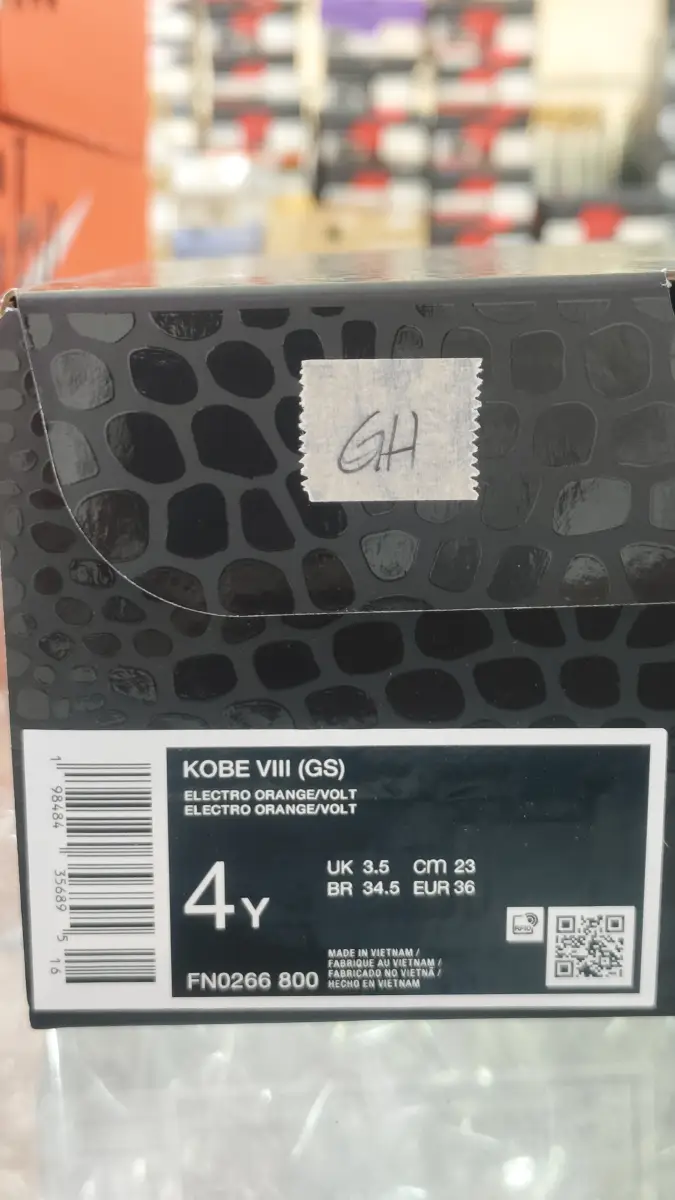 GH
KOBE VIII (GS)
ELECTRO ORANGE/VOLT
ELECTRO ORANGE/VOLT
4Y
UK 3.5 CM 23
BR 34.5 EUR 36
RFID
FN0266 800
MADE IN VIETNAM /
FABRIQUE AU VIETNAM /
FABRICADO NO VIETNÃ /
HECHO EN VIETNAM
1 98484 35689 5 16